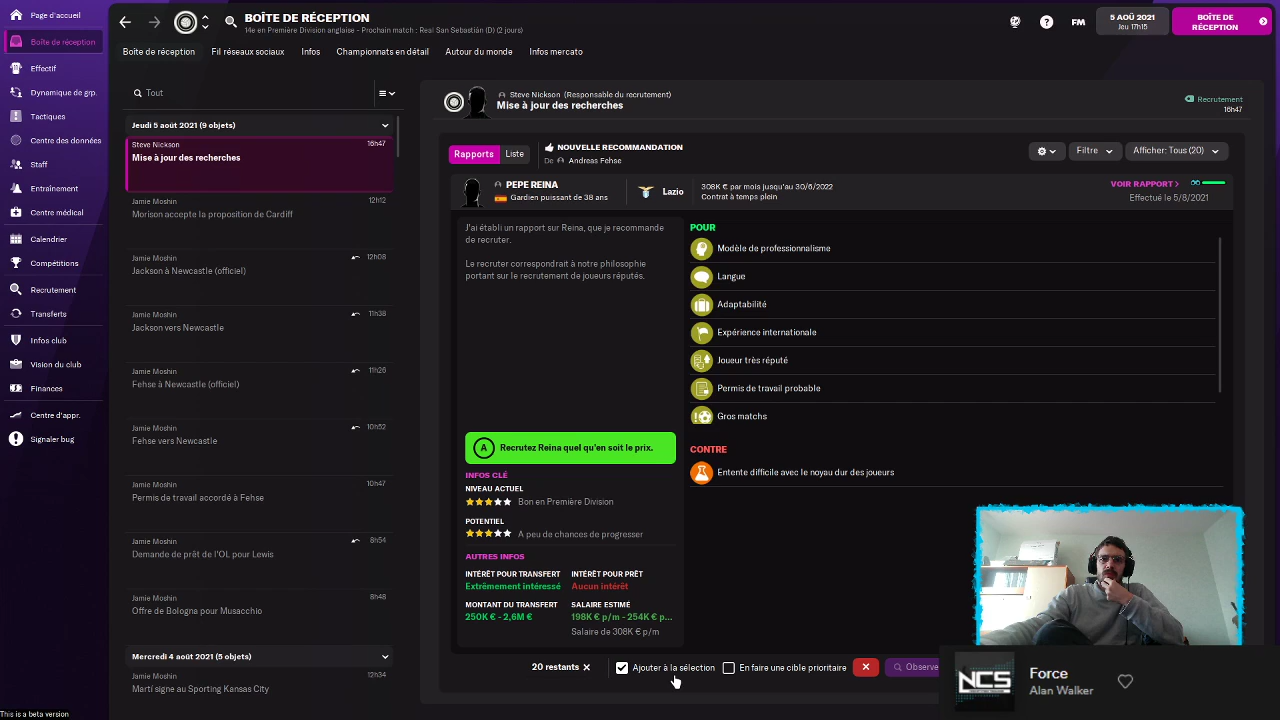 Page d'accueil
Boîte de réception
Effectif
Dynamique de grp.
Tactiques
Centre des données
Staff
Entraînement
Centre médical
Calendrier
Compétitions
Recrutement
Transferts
Infos club
Vision du club
Finances
Centre d'appr.
Signaler bug
This is a beta version
BOÎTE DE RÉCEPTION
14e en Première Division anglaise - Prochain match : Real San Sebastián (D) (2 jours)
FM
5 AOÛ 2021
Jeu 17h15
BOÎTE DE
RÉCEPTION
Boîte de réception Fil réseaux sociaux Infos Championnats en détail Autour du monde Infos mercato
Tout
Jeudi 5 août 2021 (9 objets)
Steve Nickson 16h47
Mise à jour des recherches
Jamie Moshin 12h12
Morison accepte la proposition de Cardiff
Jamie Moshin 12h08
Jackson à Newcastle (officiel)
Jamie Moshin 11h38
Jackson vers Newcastle
Jamie Moshin 11h26
Fehse à Newcastle (officiel)
Jamie Moshin 10h52
Fehse vers Newcastle
Jamie Moshin 10h47
Permis de travail accordé à Fehse
Jamie Moshin 8h54
Demande de prêt de l'OL pour Lewis
Jamie Moshin 8h48
Offre de Bologna pour Musacchio
Mercredi 4 août 2021 (5 objets)
Jamie Moshin 12h34
Martí signe au Sporting Kansas City
Steve Nickson (Responsable du recrutement)
Mise à jour des recherches
Recrutement
16h47
Rapports Liste
NOUVELLE RECOMMANDATION
De Andreas Fehse
Filtre
Afficher: Tous (20)
PEPE REINA
Gardien puissant de 38 ans
Lazio
308K € par mois jusqu'au 30/6/2022
Contrat à temps plein
VOIR RAPPORT >
Effectué le 5/8/2021
J'ai établi un rapport sur Reina, que je recommande
de recruter.
Le recruter correspondrait à notre philosophie
portant sur le recrutement de joueurs réputés.
A Recrutez Reina quel qu'en soit le prix.
INFOS CLÉ
NIVEAU ACTUEL
Bon en Première Division
POTENTIEL
A peu de chances de progresser
AUTRES INFOS
INTÉRÊT POUR TRANSFERT INTÉRÊT POUR PRÊT
Extrêmement intéressé Aucun intérêt
MONTANT DU TRANSFERT SALAIRE ESTIMÉ
250K € - 2,6M € 198K € p/m - 254K € p...
Salaire de 308K € p/m
POUR
Modèle de professionnalisme
Langue
Adaptabilité
Expérience internationale
Joueur très réputé
Permis de travail probable
Gros matchs
CONTRE
Entente difficile avec le noyau dur des joueurs
20 restants ✕ Ajouter à la sélection En faire une cible prioritaire ✕ Observe
NCS
Force
Alan Walker